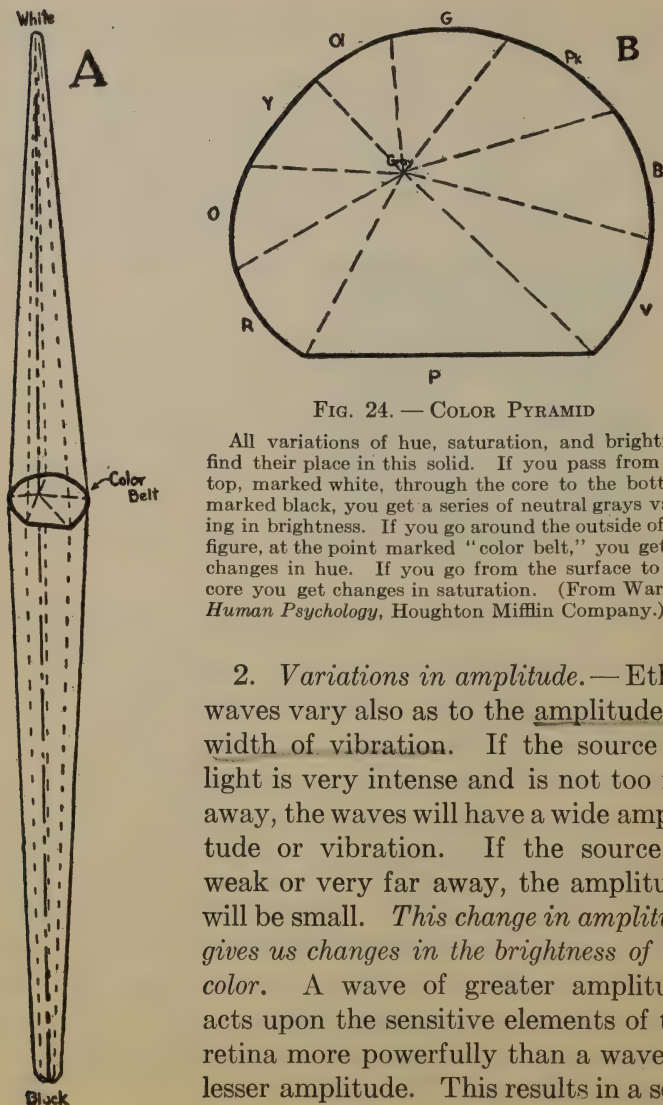 White
A
Color
Belt
Black
G
Ol
Pk
B
Y
Gray
B
O
R
V
P
FIG. 24. — COLOR PYRAMID
All variations of hue, saturation, and bright
find their place in this solid. If you pass from
top, marked white, through the core to the bott
marked black, you get a series of neutral grays va
ing in brightness. If you go around the outside of
figure, at the point marked "color belt," you get
changes in hue. If you go from the surface to
core you get changes in saturation. (From War
Human Psychology, Houghton Mifflin Company.)
2. Variations in amplitude. — Eth
waves vary also as to the amplitude
width of vibration. If the source
light is very intense and is not too
away, the waves will have a wide amp
tude or vibration. If the source
weak or very far away, the amplitu
will be small. This change in amplit
gives us changes in the brightness of
color. A wave of greater amplitu
acts upon the sensitive elements of t
retina more powerfully than a wave
lesser amplitude. This results in a s